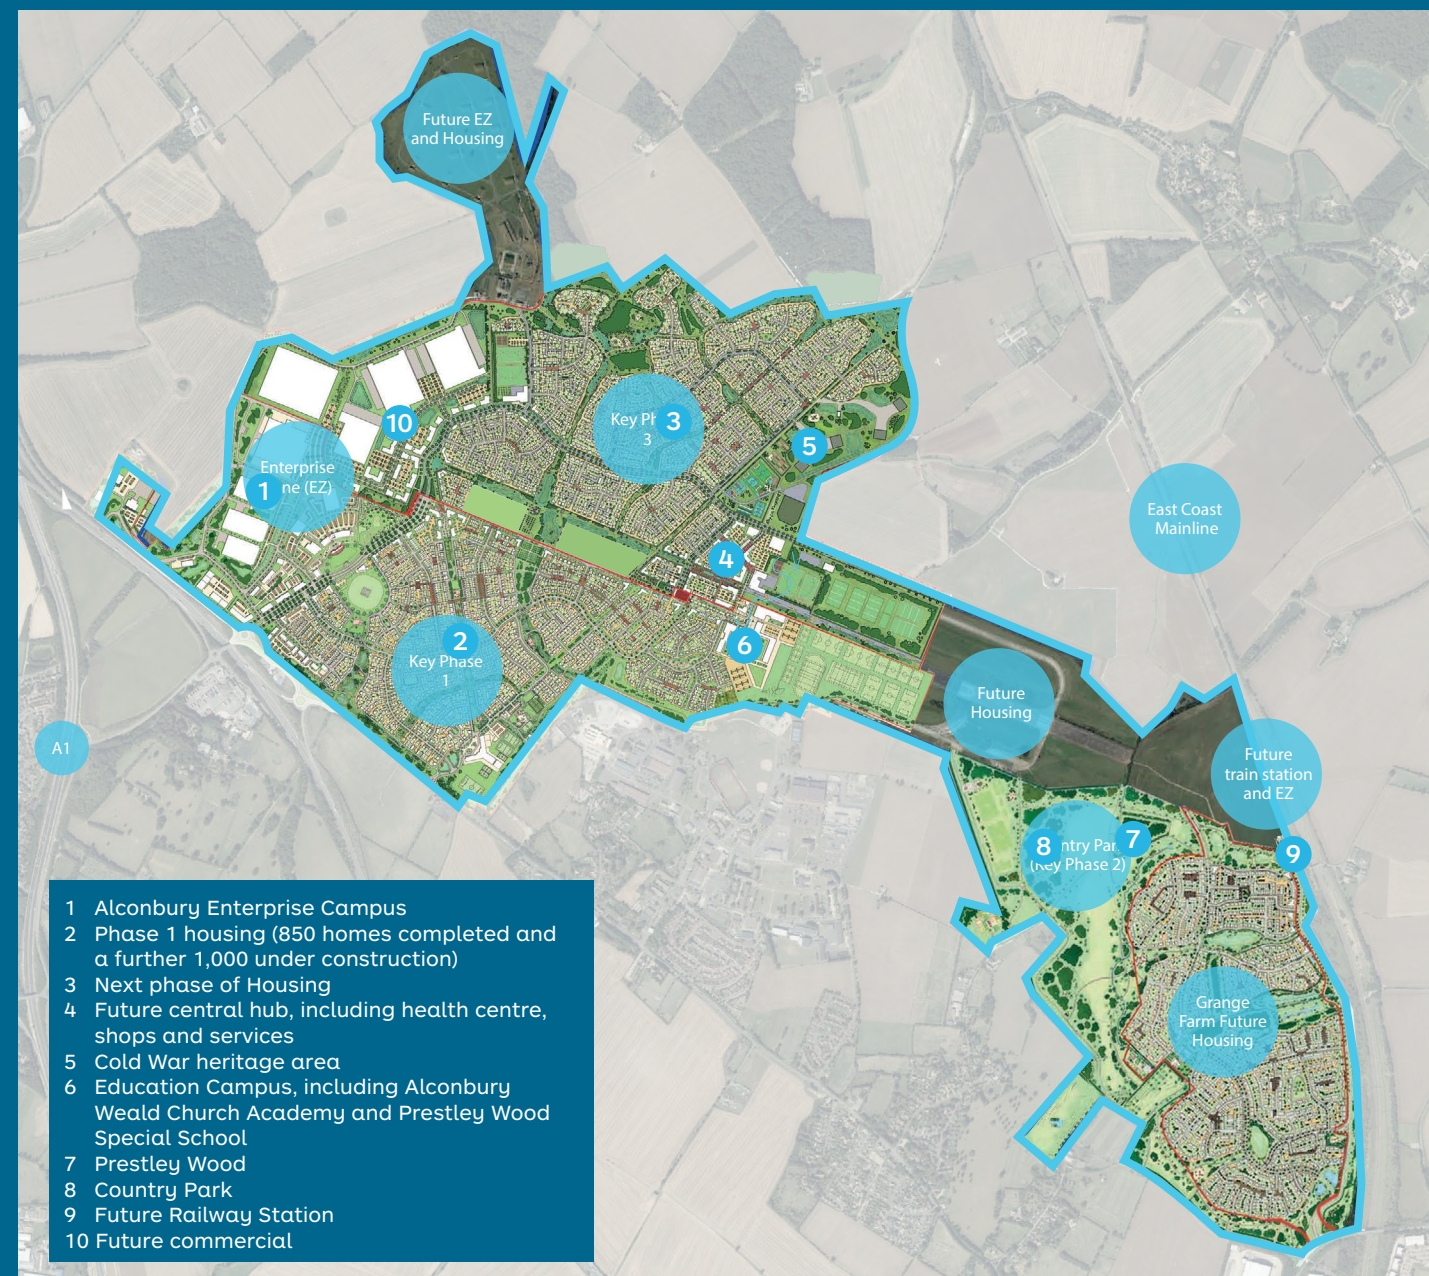 Future EZ
and Housing
Key Ph 3
3
10
5
Enterprise
1 ne (EZ)
East Coast
Mainline
4
6
2
Key Phase
1
Future
Housing
A1
Future
train station
and EZ
8 ntry Par 7
(Key Phase 2)
9
Grange
Farm Future
Housing
1 Alconbury Enterprise Campus
2 Phase 1 housing (850 homes completed and
a further 1,000 under construction)
3 Next phase of Housing
4 Future central hub, including health centre,
shops and services
5 Cold War heritage area
6 Education Campus, including Alconbury
Weald Church Academy and Prestley Wood
Special School
7 Prestley Wood
8 Country Park
9 Future Railway Station
10 Future commercial